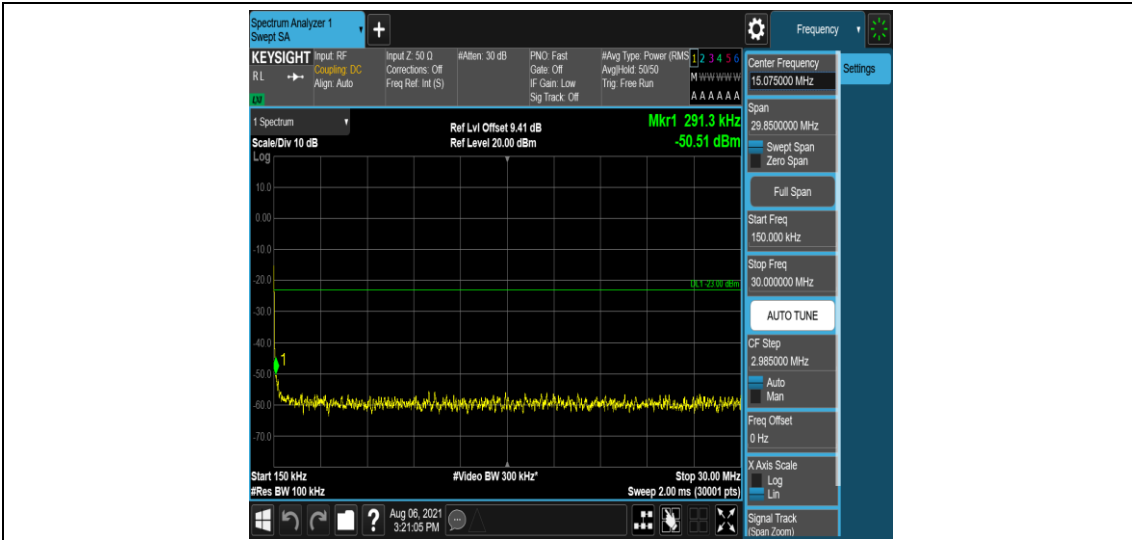 Spectrum Analyzer 1
Swept SA
+
Frequency
KEYSIGHT
RL
LXI
Input: RF
Coupling: DC
Align: Auto
Input Z: 50 Ω
Corrections: Off
Freq Ref: Int (S)
#Atten: 30 dB
PNO: Fast
Gate: Off
IF Gain: Low
Sig Track: Off
#Avg Type: Power (RMS
Avg|Hold: 50/50
Trig: Free Run
1 2 3 4 5 6
M W W W W W
A A A A A A
1 Spectrum
Scale/Div 10 dB
Log
Ref Lvl Offset 9.41 dB
Ref Level 20.00 dBm
Mkr1 291.3 kHz
-50.51 dBm
10.0
0.00
-10.0
-20.0
DL1 -23.00 dBm
-30.0
-40.0
1
-50.0
-60.0
-70.0
Start 150 kHz
#Res BW 100 kHz
#Video BW 300 kHz*
Stop 30.00 MHz
Sweep 2.00 ms (30001 pts)
?
Aug 06, 2021
3:21:05 PM
Center Frequency
15.075000 MHz
Span
29.8500000 MHz
Swept Span
Zero Span
Full Span
Start Freq
150.000 kHz
Stop Freq
30.000000 MHz
AUTO TUNE
CF Step
2.985000 MHz
Auto
Man
Freq Offset
0 Hz
X Axis Scale
Log
Lin
Signal Track
(Span Zoom)
Settings